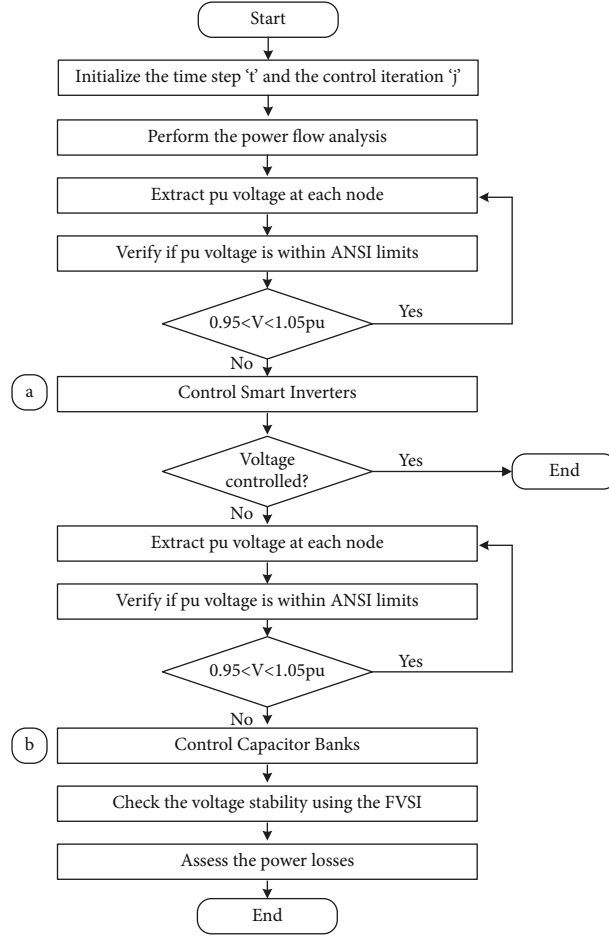 Start
Initialize the time step ‘t’ and the control iteration ‘j’
Perform the power flow analysis
Extract pu voltage at each node
Verify if pu voltage is within ANSI limits
0.95<V<1.05pu
Yes
No
a
Control Smart Inverters
Voltage
controlled?
Yes
End
No
Extract pu voltage at each node
Verify if pu voltage is within ANSI limits
0.95<V<1.05pu
Yes
No
b
Control Capacitor Banks
Check the voltage stability using the FVSI
Assess the power losses
End